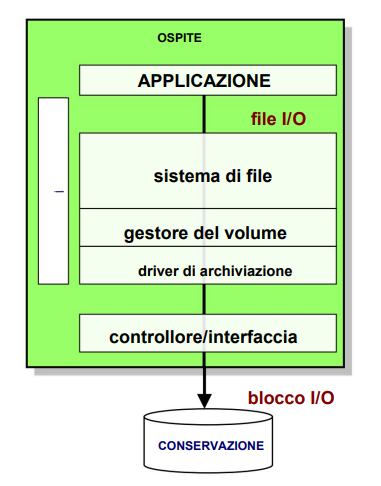 OSPITE
APPLICAZIONE
file I/O
sistema di file
gestore del volume
driver di archiviazione
controllore/interfaccia
blocco I/O
CONSERVAZIONE